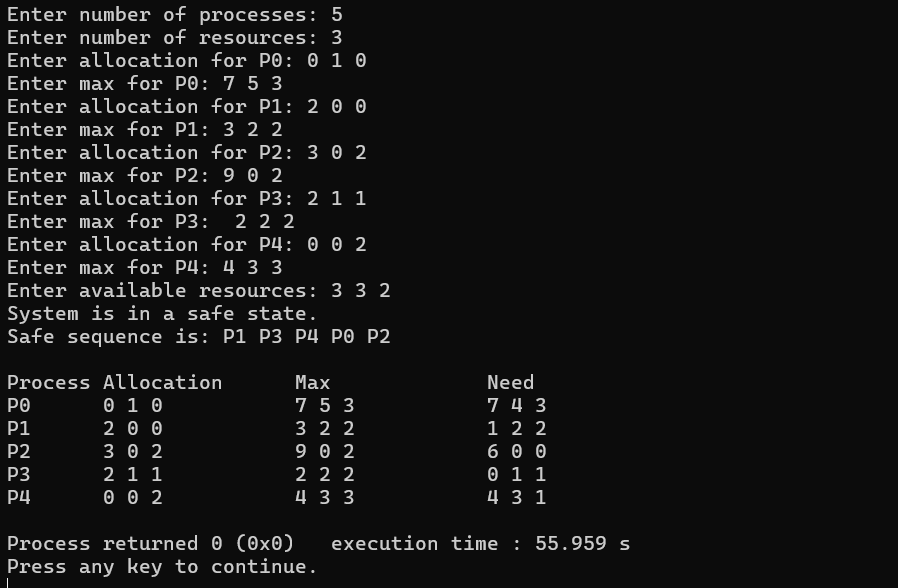 Enter number of processes: 5
Enter number of resources: 3
Enter allocation for P0: 0 1 0
Enter max for P0: 7 5 3
Enter allocation for P1: 2 0 0
Enter max for P1: 3 2 2
Enter allocation for P2: 3 0 2
Enter max for P2: 9 0 2
Enter allocation for P3: 2 1 1
Enter max for P3:  2 2 2
Enter allocation for P4: 0 0 2
Enter max for P4: 4 3 3
Enter available resources: 3 3 2
System is in a safe state.
Safe sequence is: P1 P3 P4 P0 P2

Process Allocation      Max             Need
P0      0 1 0           7 5 3           7 4 3
P1      2 0 0           3 2 2           1 2 2
P2      3 0 2           9 0 2           6 0 0
P3      2 1 1           2 2 2           0 1 1
P4      0 0 2           4 3 3           4 3 1

Process returned 0 (0x0)   execution time : 55.959 s
Press any key to continue.